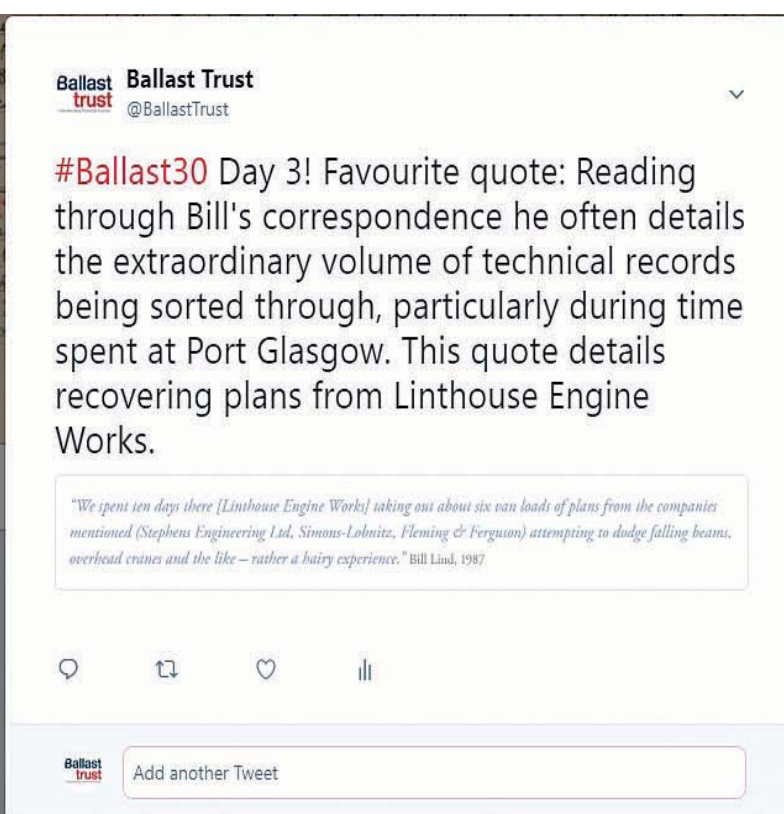 Ballast
trust
Ballast Trust
@BallastTrust
#Ballast30 Day 3! Favourite quote: Reading
through Bill's correspondence he often details
the extraordinary volume of technical records
being sorted through, particularly during time
spent at Port Glasgow. This quote details
recovering plans from Linthouse Engine
Works.
"We spent ten days there [Linthouse Engine Works] taking out about six van loads of plans from the companies
mentioned (Stephens Engineering Ltd, Simons-Lobnitz, Fleming & Ferguson) attempting to dodge falling beams,
overhead cranes and the like – rather a hairy experience." Bill Lind, 1987
Ballast
trust
Add another Tweet